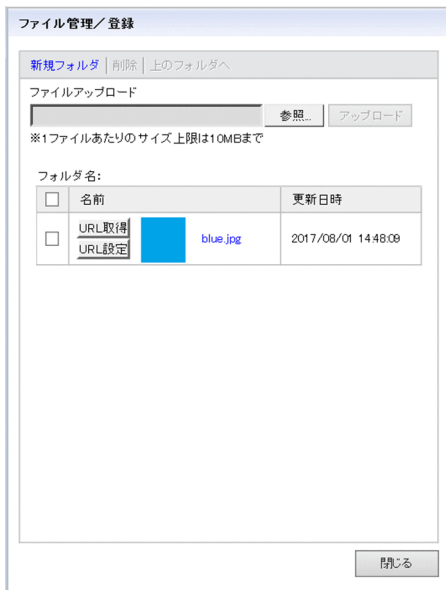 ファイル管理／登録
新規フォルダ | 削除 | 上のフォルダへ
ファイルアップロード
参照... アップロード
※1ファイルあたりのサイズ上限は10MBまで
フォルダ名:
名前 更新日時
URL取得
URL設定
blue.jpg 2017/08/01 14:48:09
閉じる